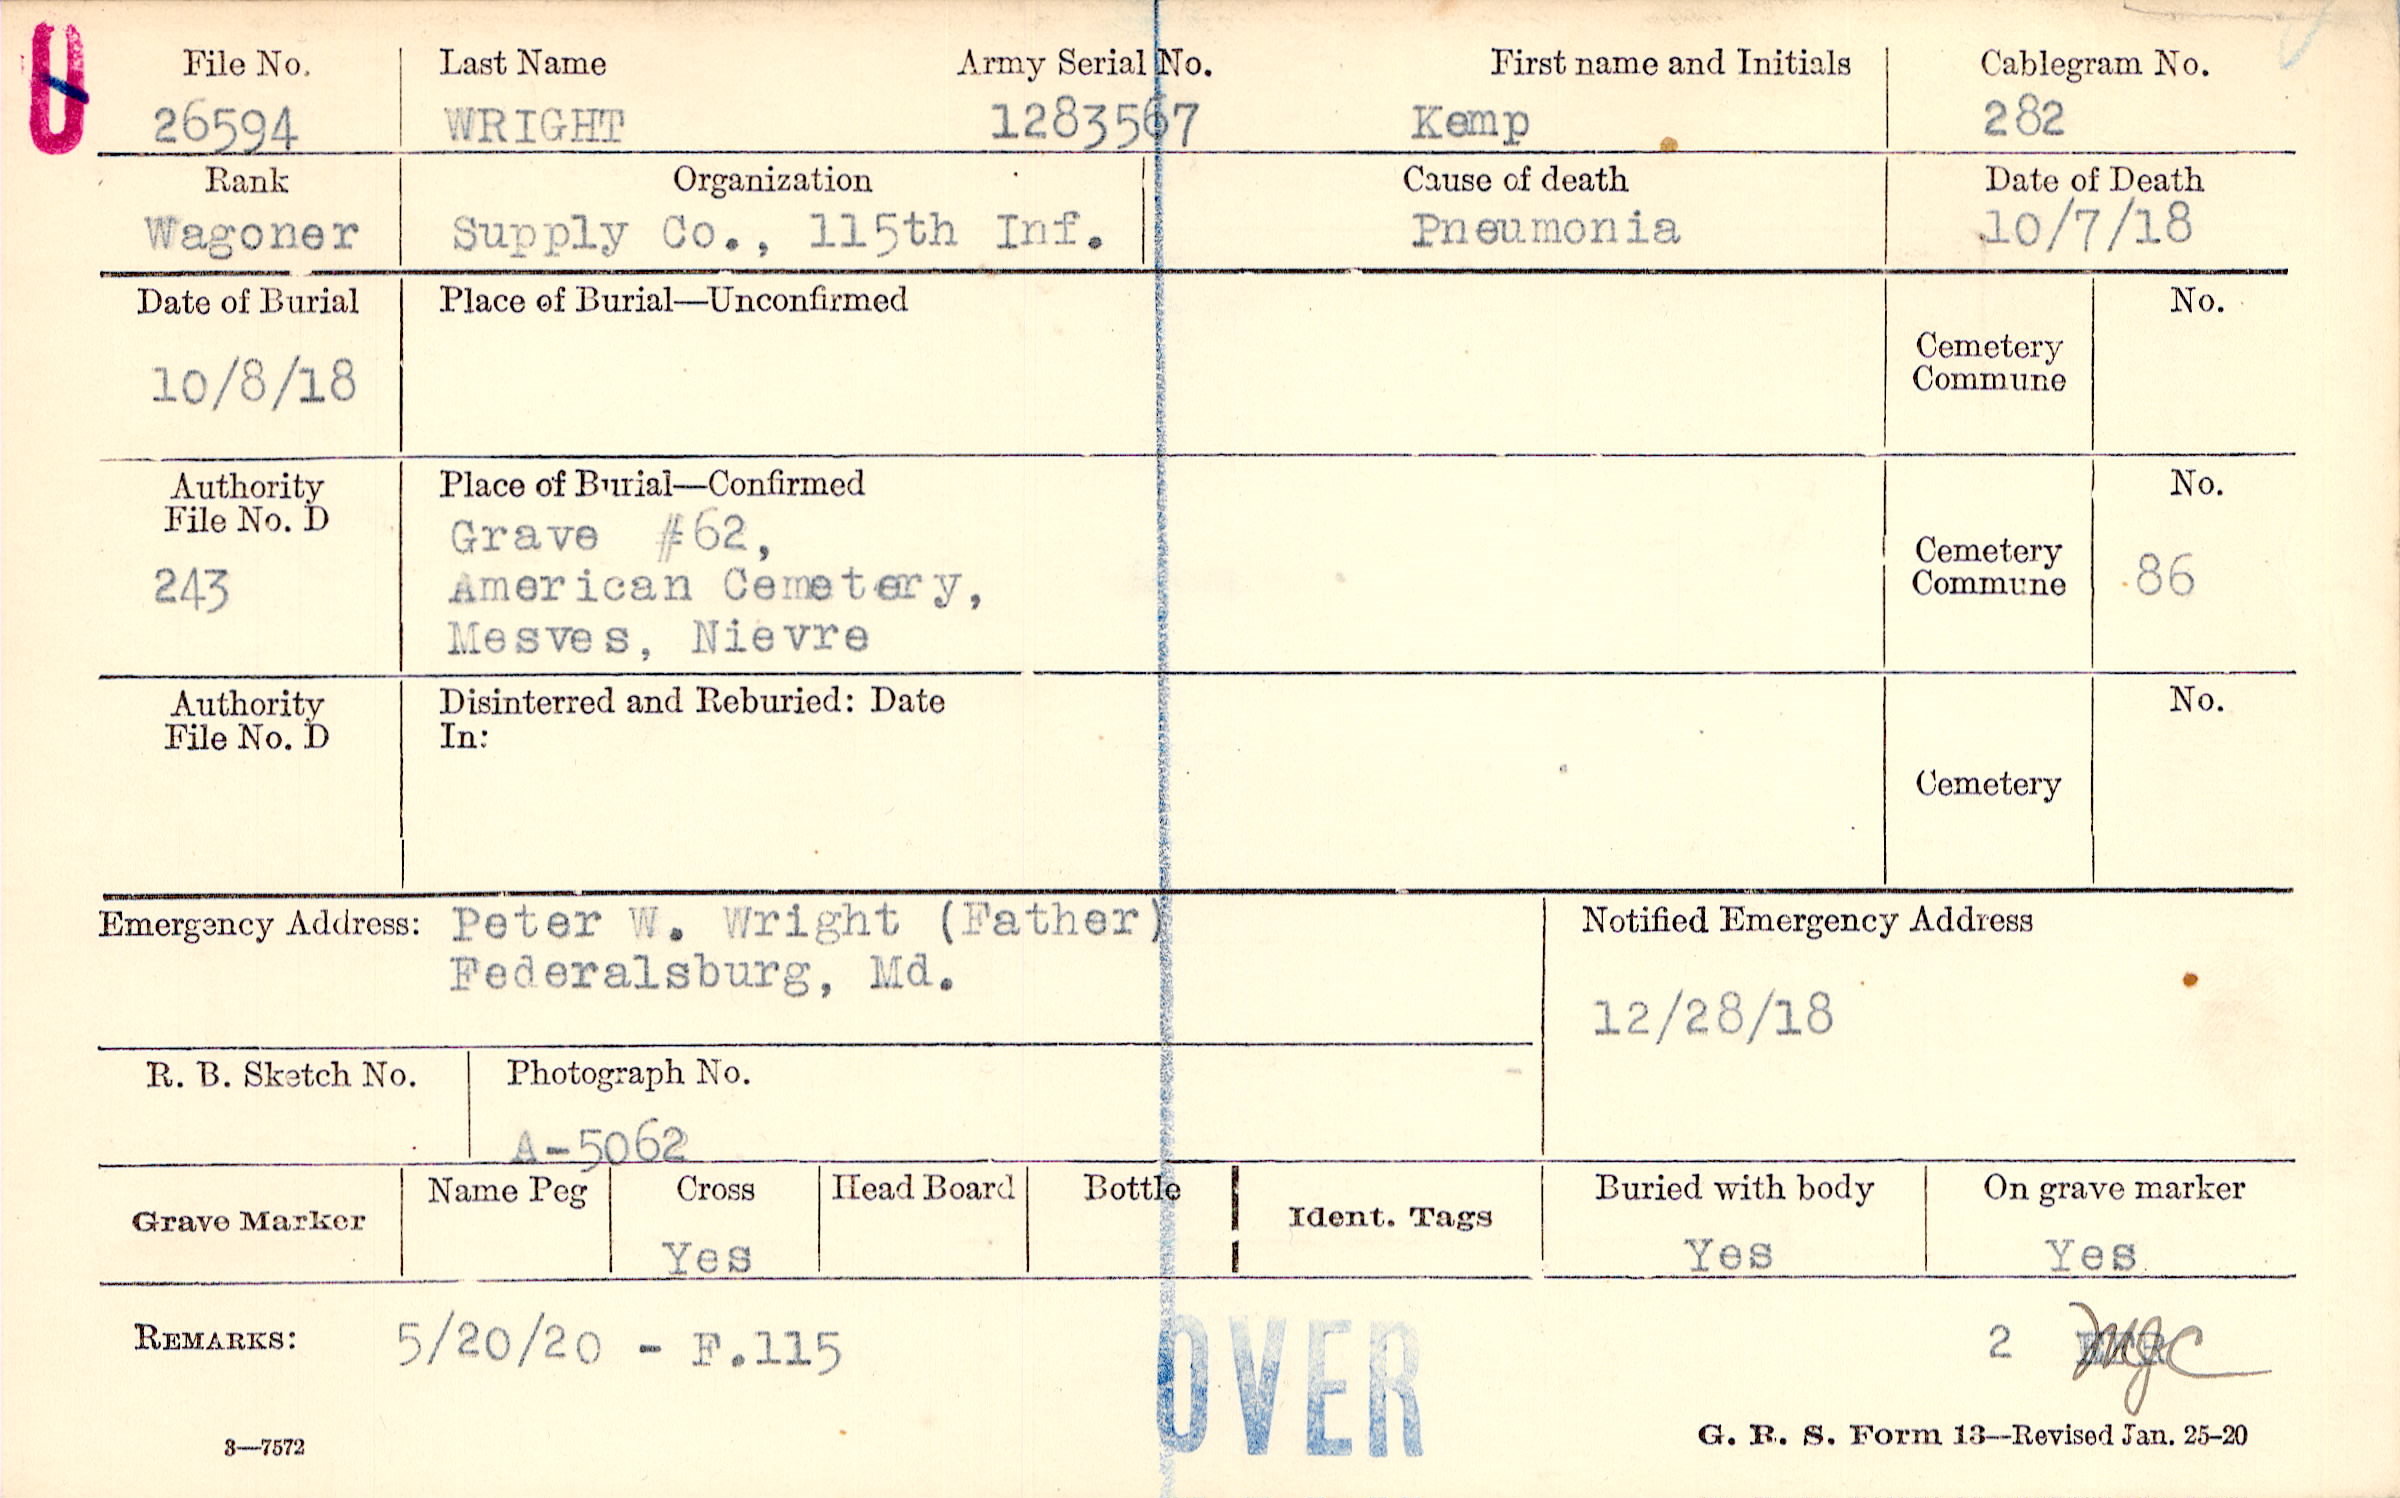 U
File No. Last Name Army Serial No. First name and Initials Cablegram No.
26594 WRIGHT 1283567 Kemp 282
Rank Organization Cause of death Date of Death
Wagoner Supply Co., 115th Inf. Pneumonia 10/7/18
Date of Burial Place of Burial—Unconfirmed No.
Cemetery
Commune
10/8/18
Authority Place of Burial—Confirmed No.
File No. D
Grave #62,
Cemetery
243 American Cemetery, Commune 86
Mesves, Nievre
Authority Disinterred and Reburied: Date No.
File No. D In:
Cemetery
Emergency Address: Peter W. Wright (Father) Notified Emergency Address
Federalsburg, Md.
12/28/18
R. B. Sketch No. Photograph No.
A-5062
Grave Marker Name Peg Cross Head Board Bottle Ident. Tags Buried with body On grave marker
Yes Yes Yes
REMARKS: 5/20/20 - F.115 2
OVER
3—7572 G. R. S. Form 13—Revised Jan. 25-20